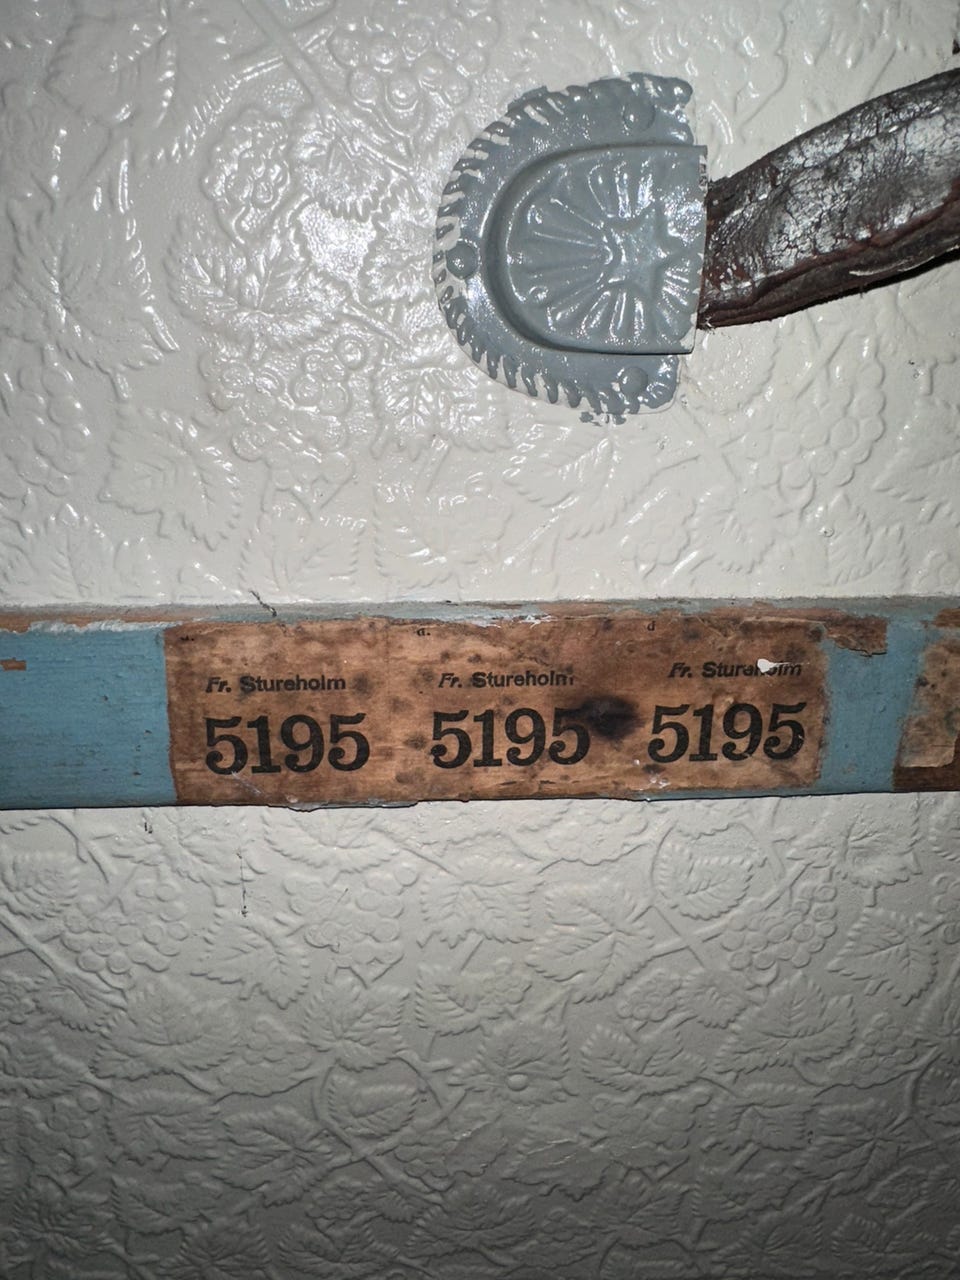 d.
d
Fr. Stureholm Fr. Stureholm Fr. Stureholm
5195 5195 5195